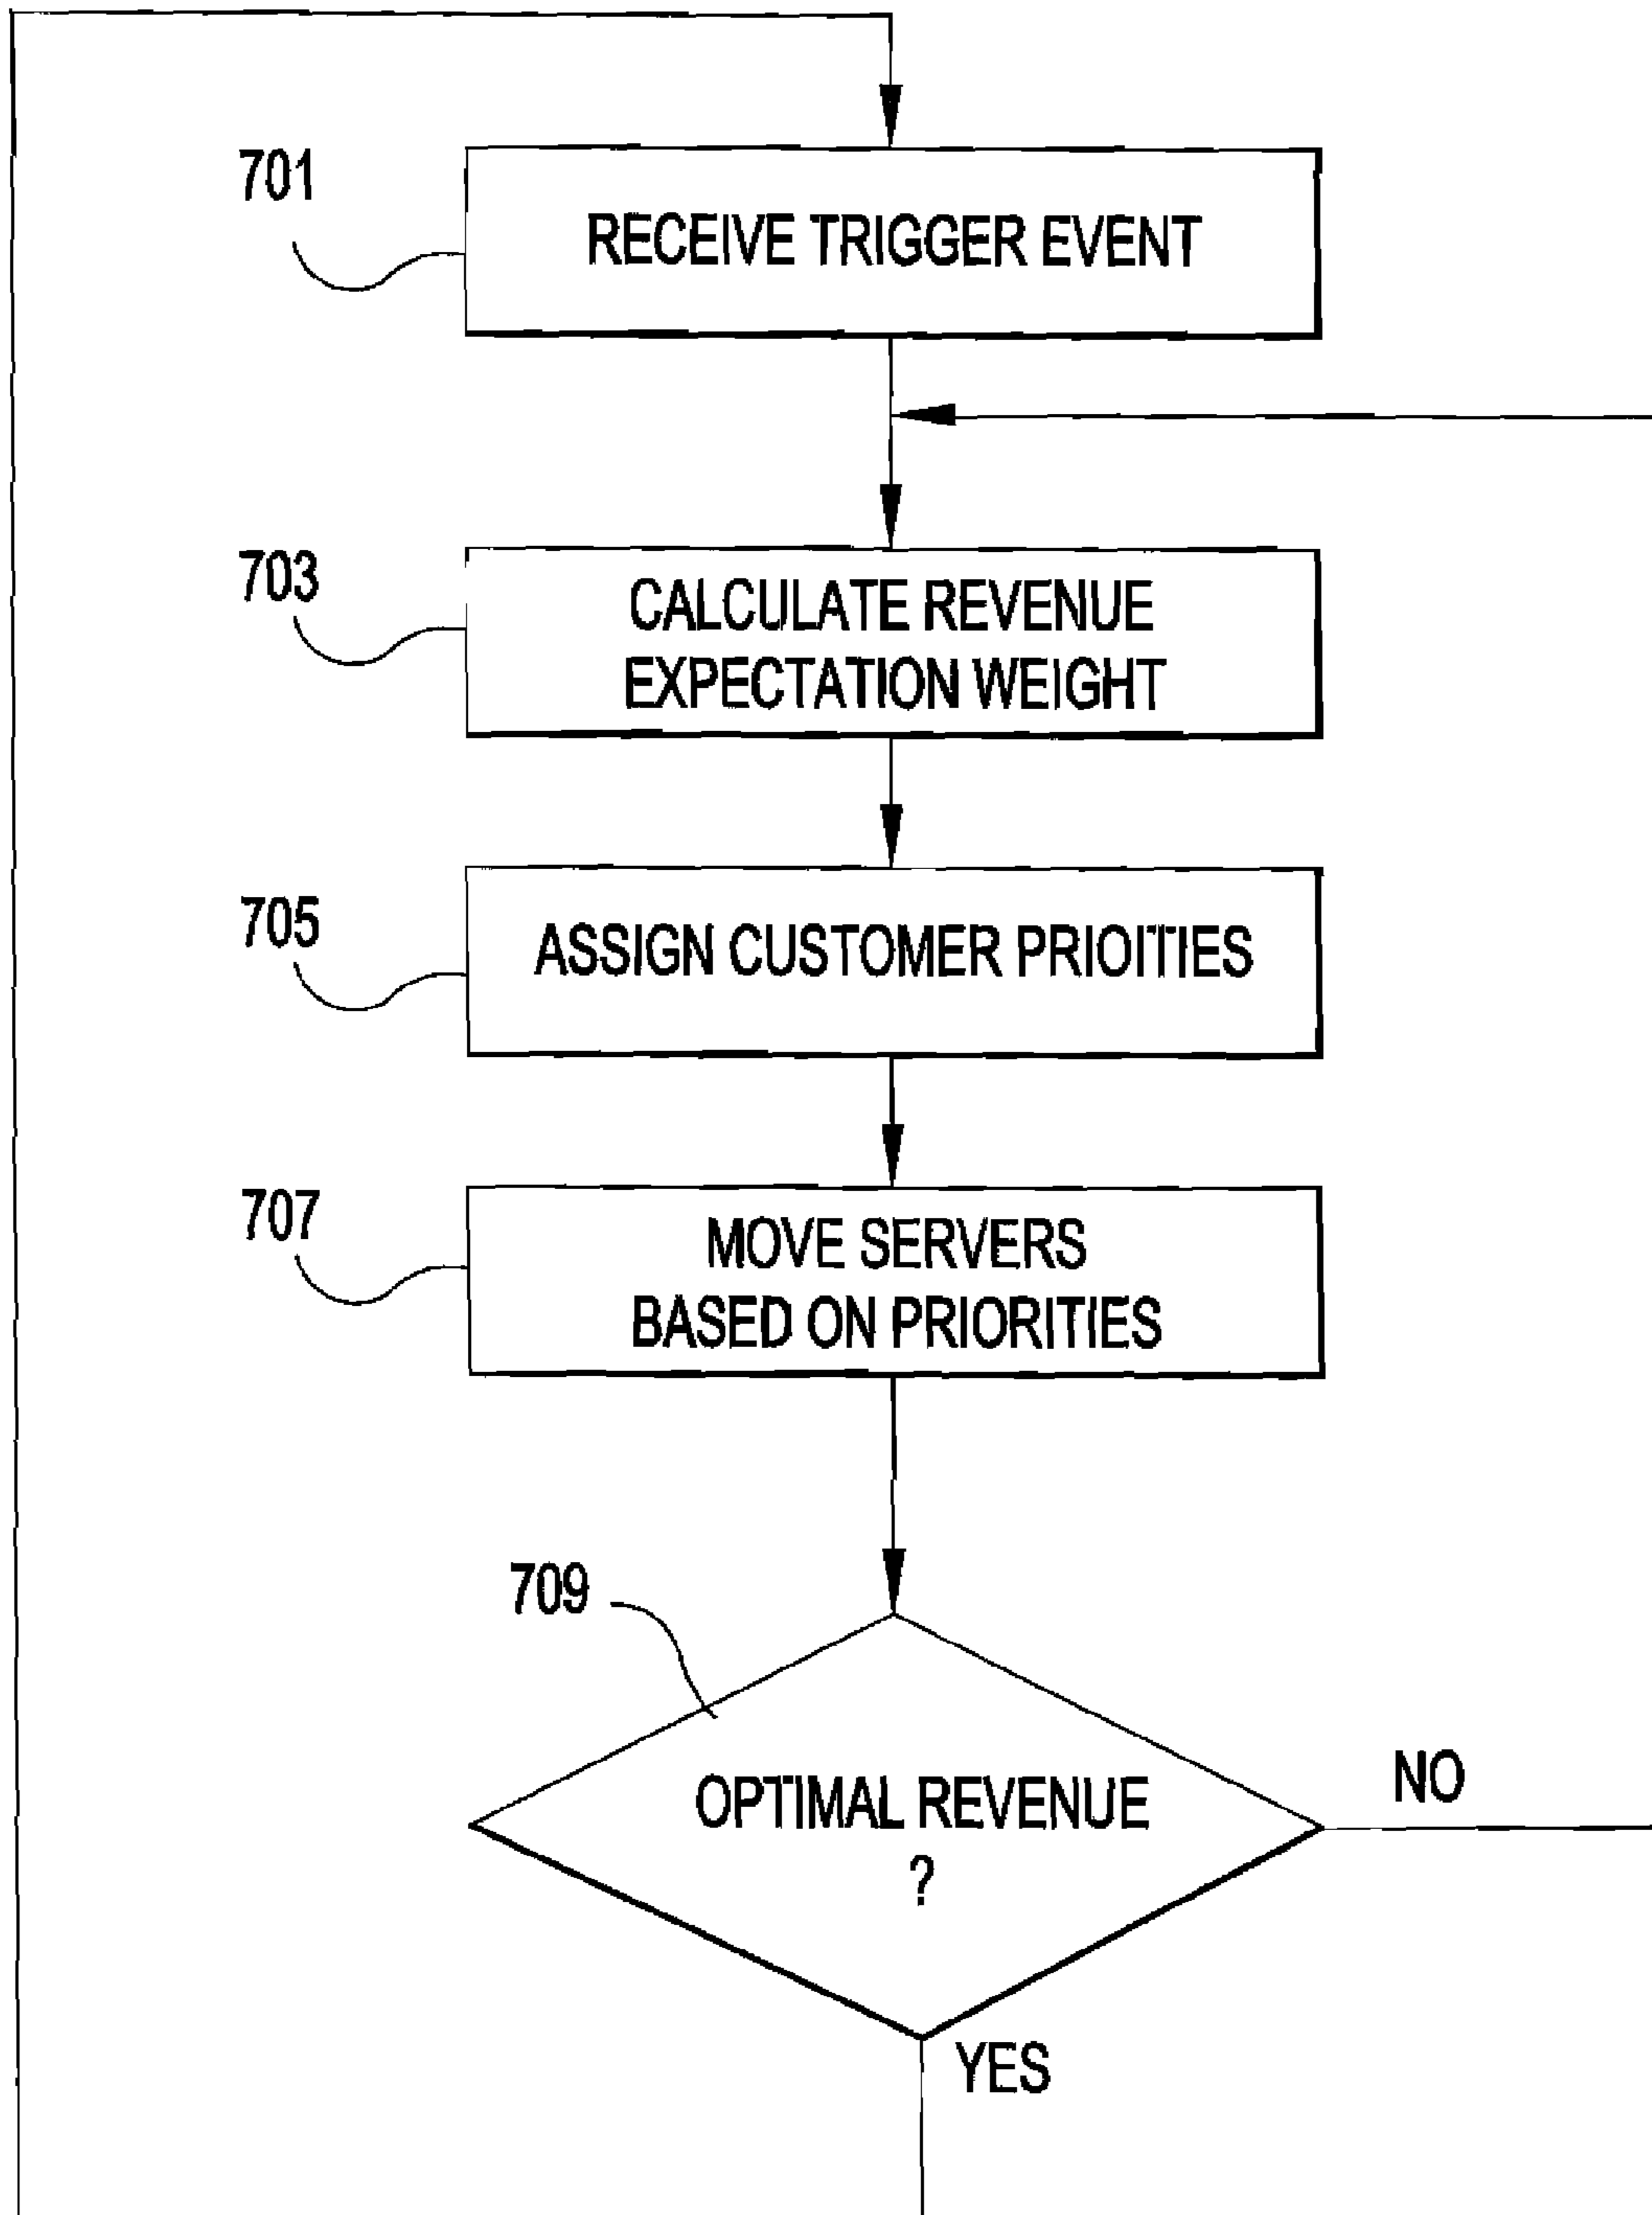 701
RECEIVE TRIGGER EVENT
703
CALCULATE REVENUE
EXPECTATION WEIGHT
705
ASSIGN CUSTOMER PRIOITIES
707
MOVE SERVERS
BASED ON PRIORITIES
709
OPTIMAL REVENUE
?
NO
YES